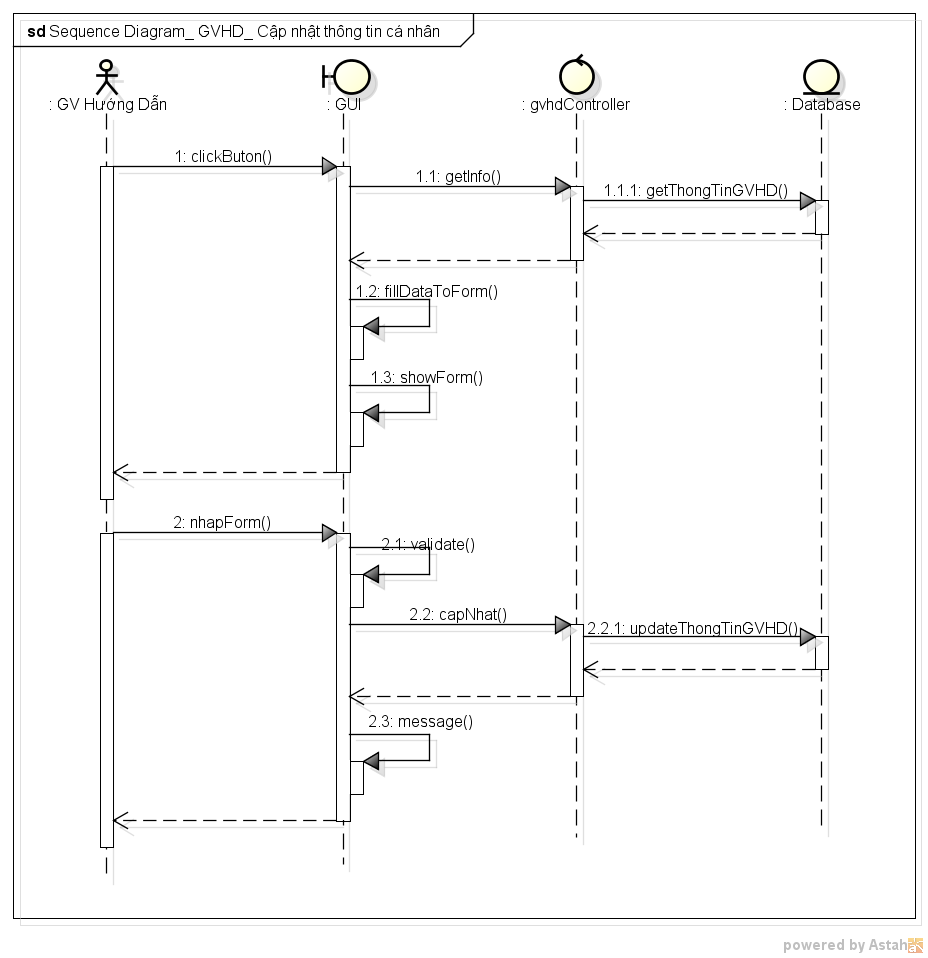 sd Sequence Diagram_ GVHD_ Cập nhật thông tin cá nhân
: GV Hướng Dẫn
: GUI
: gvhdController
: Database
1: clickButon()
1.1: getInfo()
1.1.1: getThongTinGVHD()
1.2: fillDataToForm()
1.3: showForm()
2: nhapForm()
2.1: validate()
2.2: capNhat()
2.2.1: updateThongTinGVHD()
2.3: message()
powered by Astah